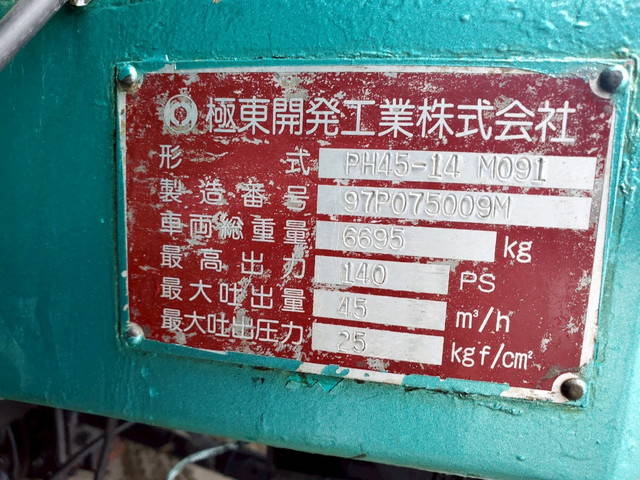 極東開発工業株式会社
形 式 PH45-14 M091
製造番号 97P075009M
車両総重量 6695 kg
最高出力 140 PS
最大吐出量 45 m³/h
最大吐出圧力 25 kgf/cm²